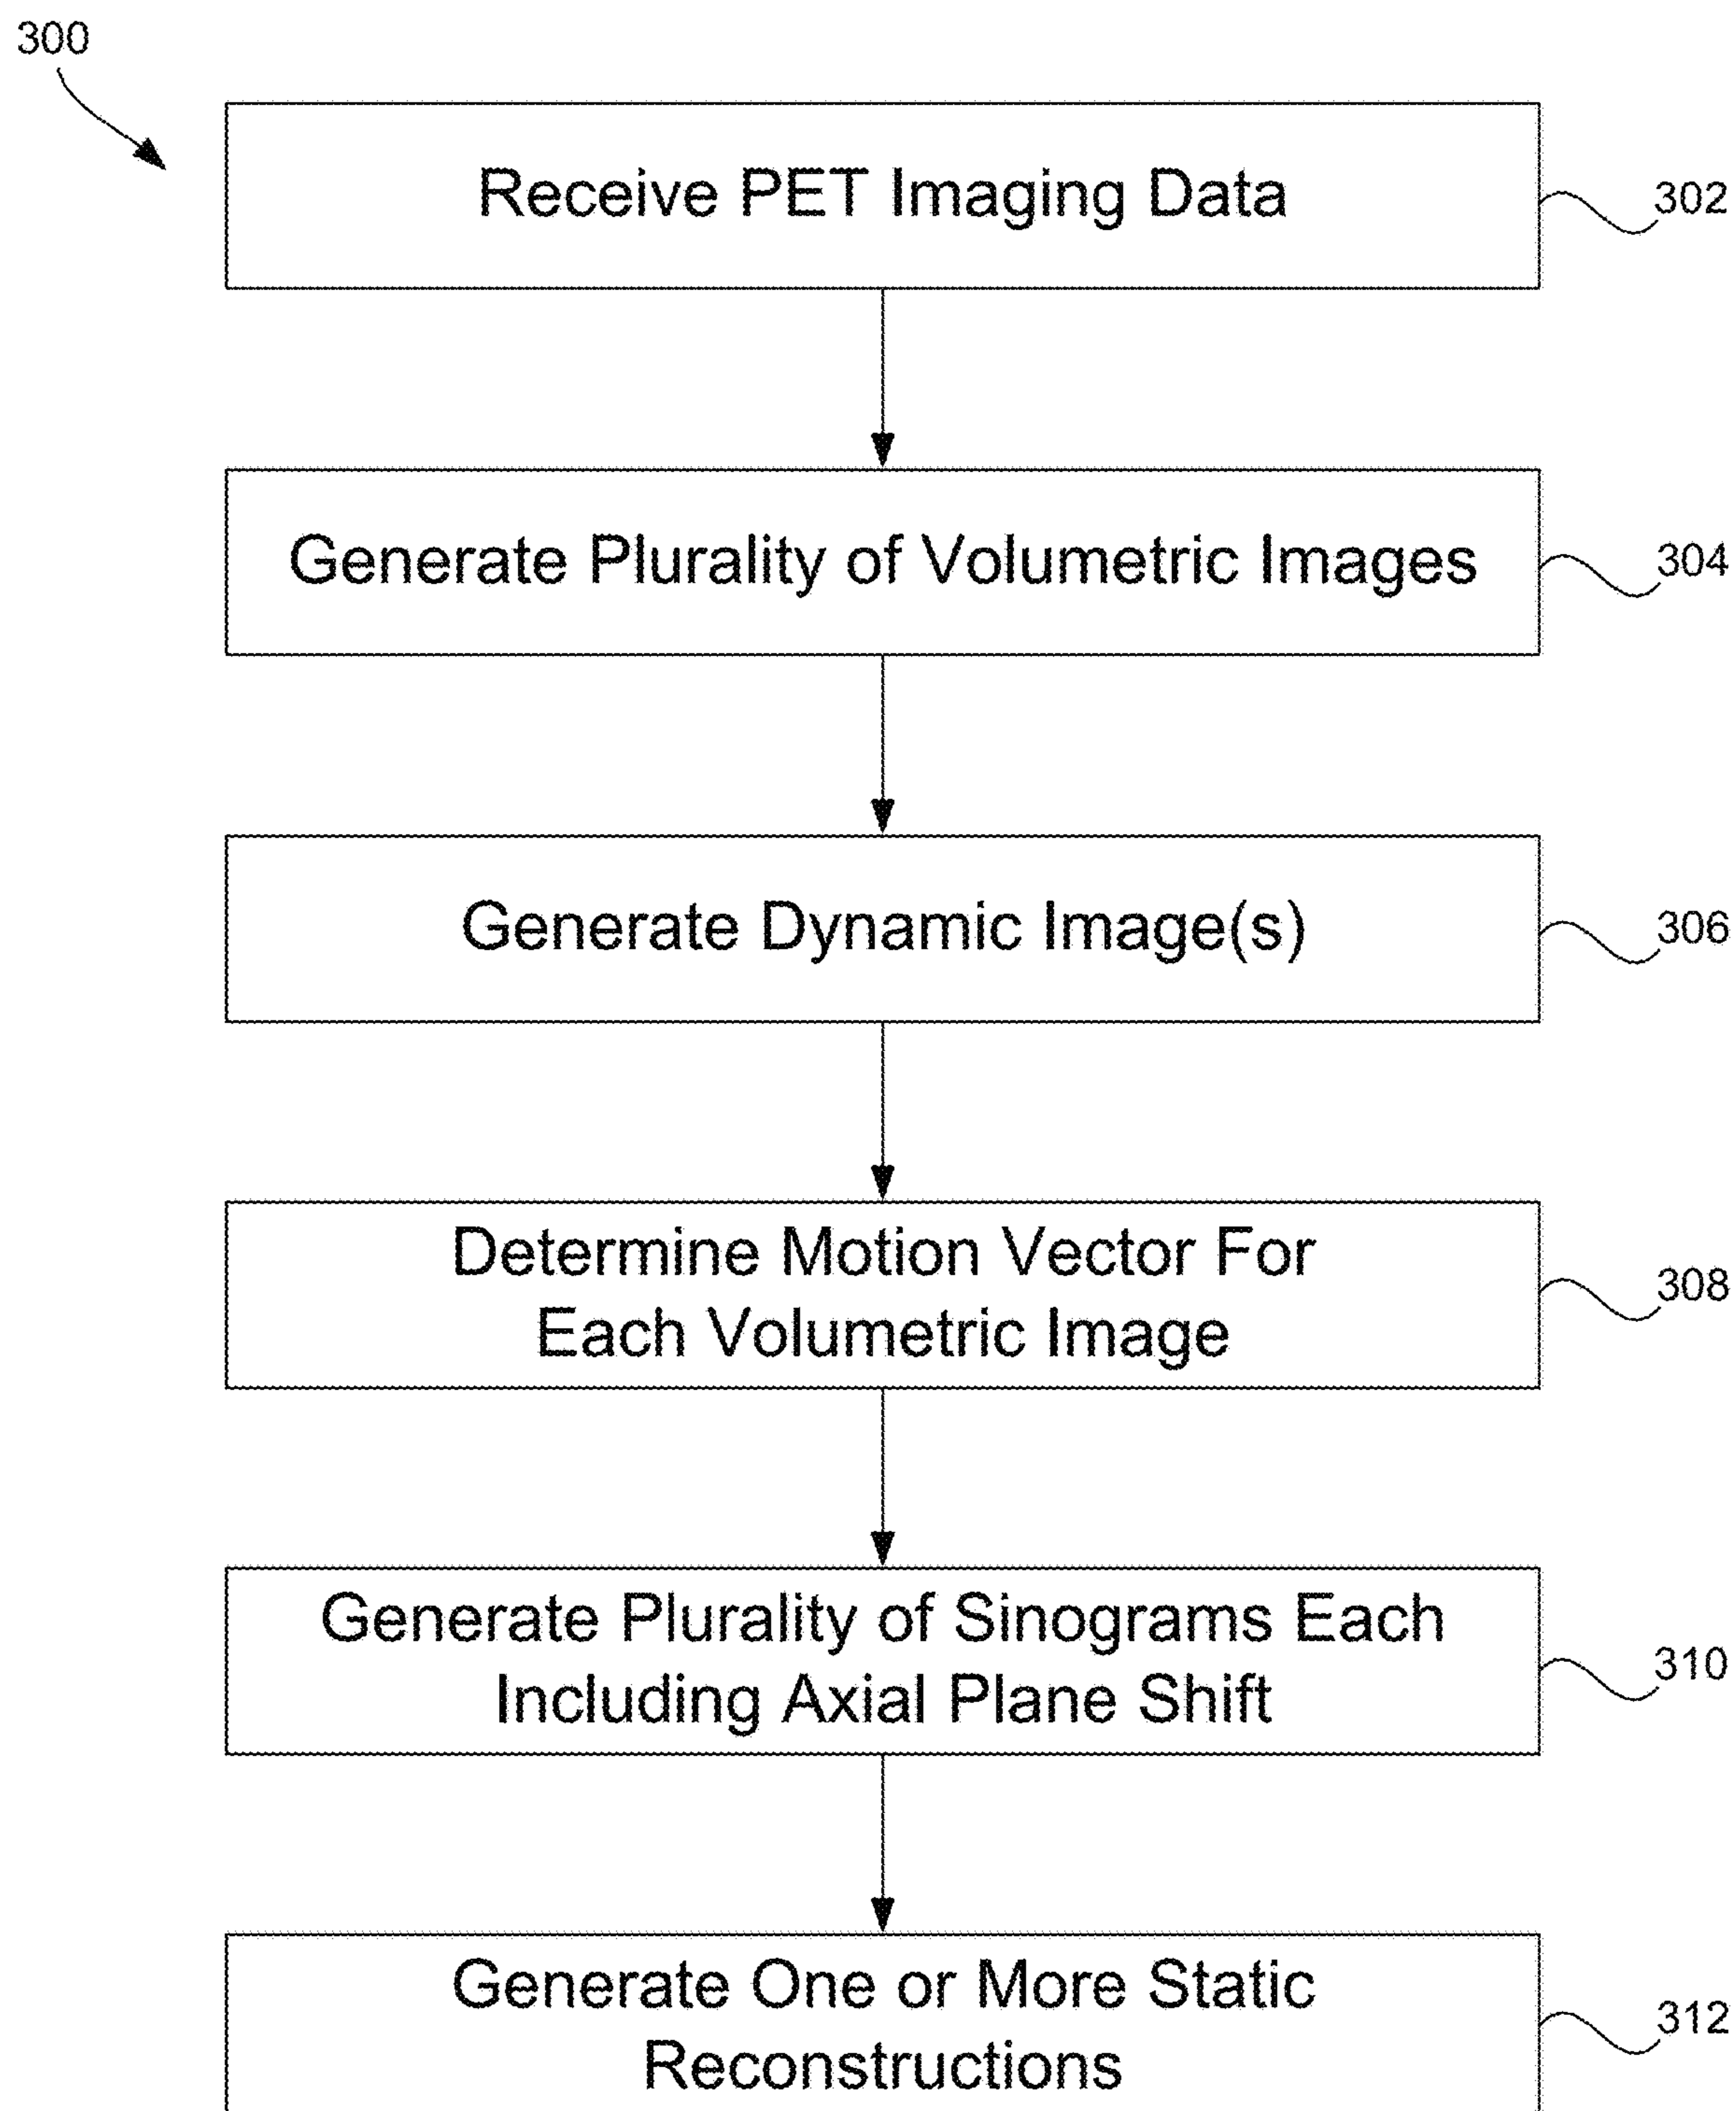 300
Receive PET Imaging Data
302
Generate Plurality of Volumetric Images
304
Generate Dynamic Image(s)
306
Determine Motion Vector For
Each Volumetric Image
308
Generate Plurality of Sinograms Each
Including Axial Plane Shift
310
Generate One or More Static
Reconstructions
312